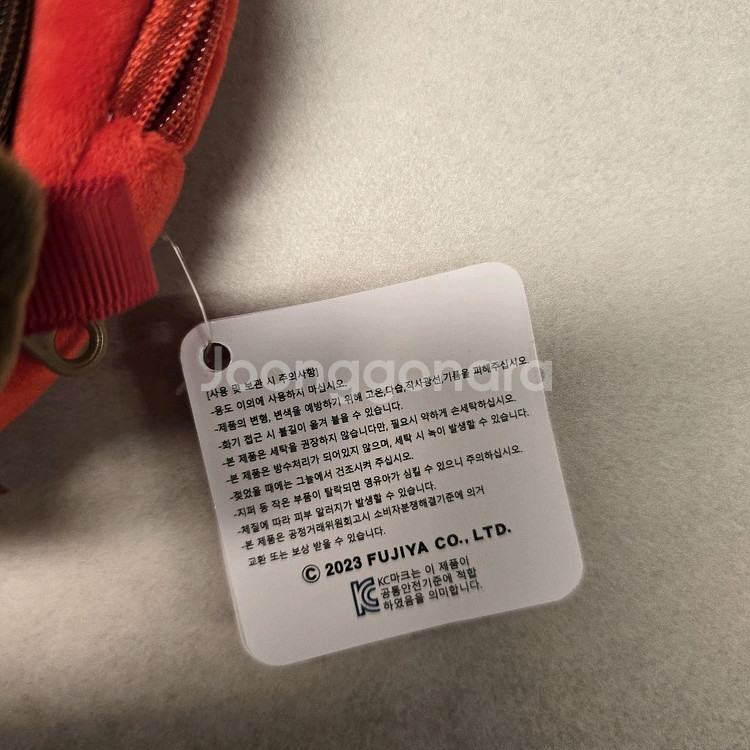 Joonggonara
[사용 및 보관 시 주의사항]
-용도 이외에 사용하지 마십시오.
-제품의 변형, 변색을 예방하기 위해 고온,다습,직사광선,기름을 피해주십시오.
-화기 접근 시 불길이 옮겨 붙을 수 있습니다.
-본 제품은 세탁을 권장하지 않습니다만, 필요시 약하게 손세탁하십시오.
-본 제품은 방수처리가 되어있지 않으며, 세탁 시 녹이 발생할 수 있습니다.
-젖었을 때에는 그늘에서 건조시켜 주십시오.
-지퍼 등 작은 부품이 탈락되면 영유아가 삼킬 수 있으니 주의하십시오.
-체질에 따라 피부 알러지가 발생할 수 있습니다.
-본 제품은 공정거래위원회고시 소비자분쟁해결기준에 의거
교환 또는 보상 받을 수 있습니다.
© 2023 FUJIYA CO., LTD.
KC마크는 이 제품이
공통안전기준에 적합
하였음을 의미합니다.